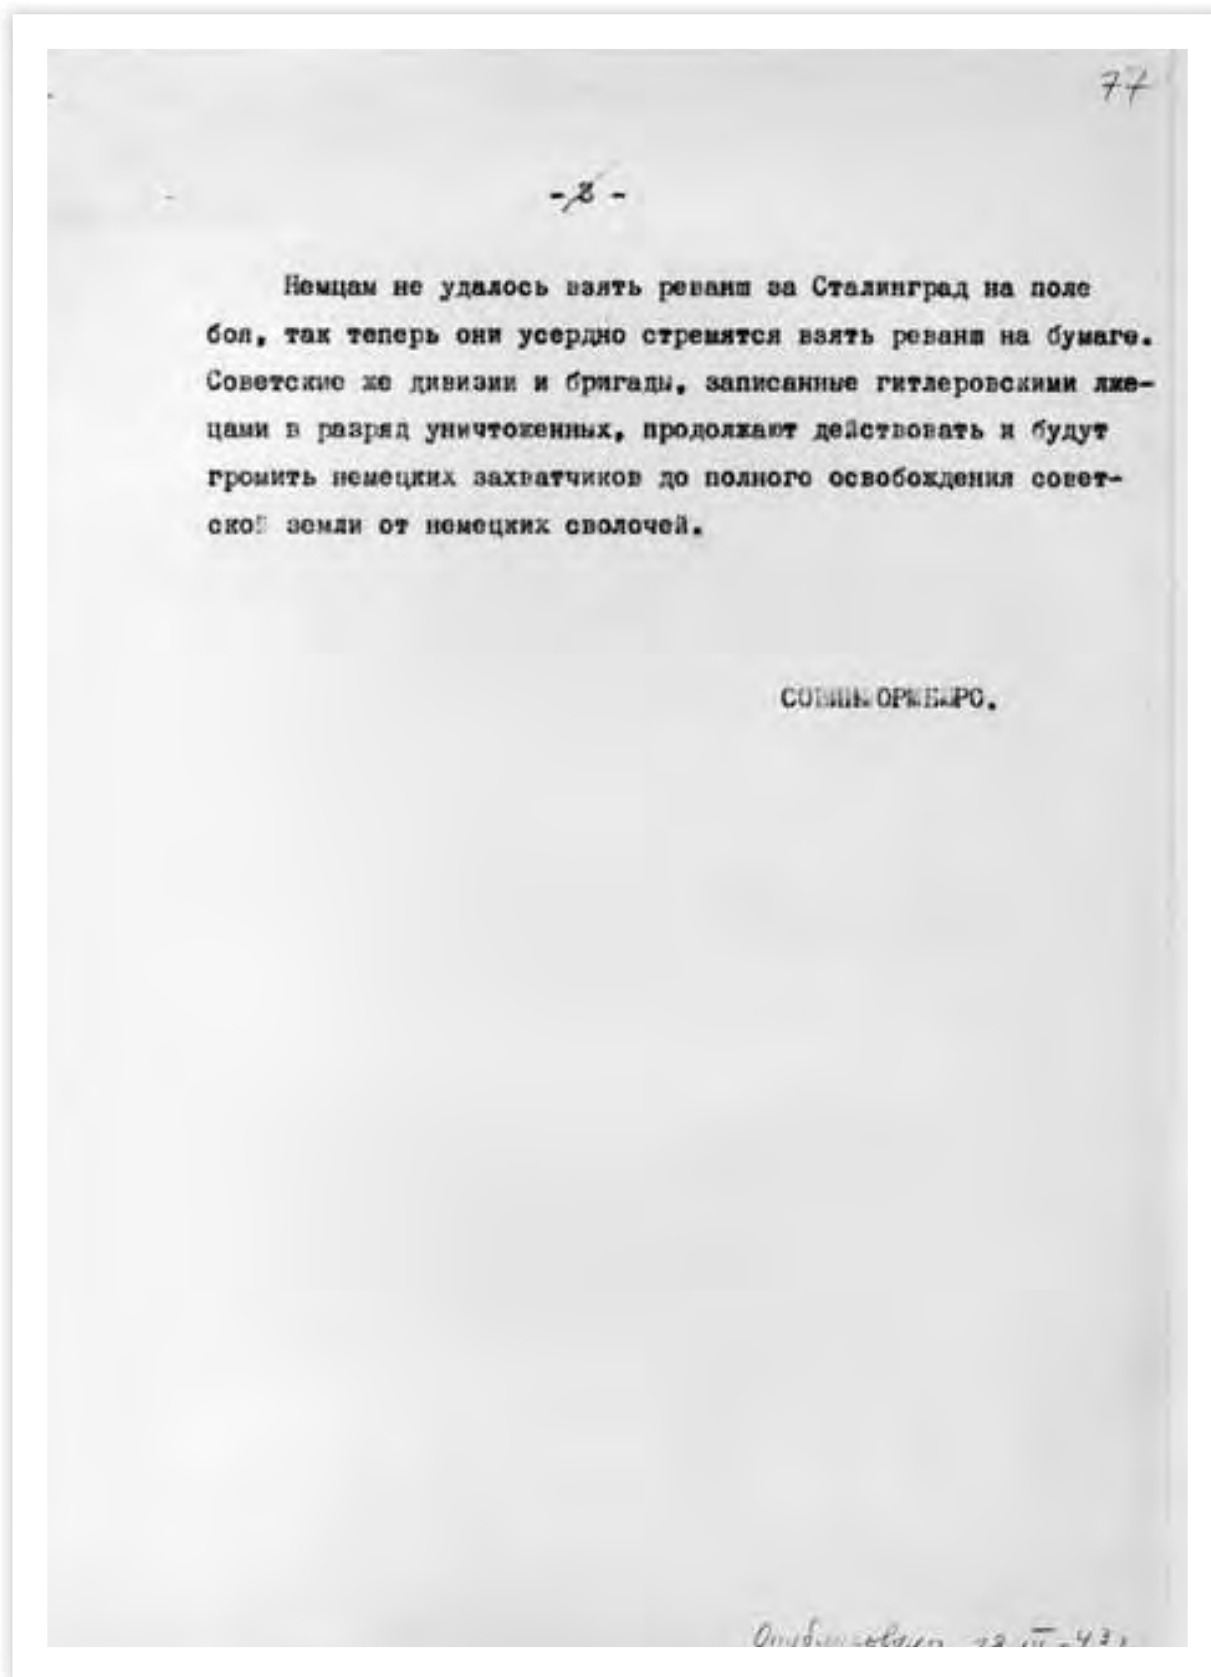 77
- 2 -
Немцам не удалось взять реванш за Сталинград на поле
боя, так теперь они усердно стремятся взять реванш на бумаге.
Советские же дивизии и бригады, записанные гитлеровскими лже-
цами в разряд уничтоженных, продолжают действовать и будут
громить немецких захватчиков до полного освобождения совет-
ской земли от немецких сволочей.
СОВИНФОРМБЮРО.
III-43г